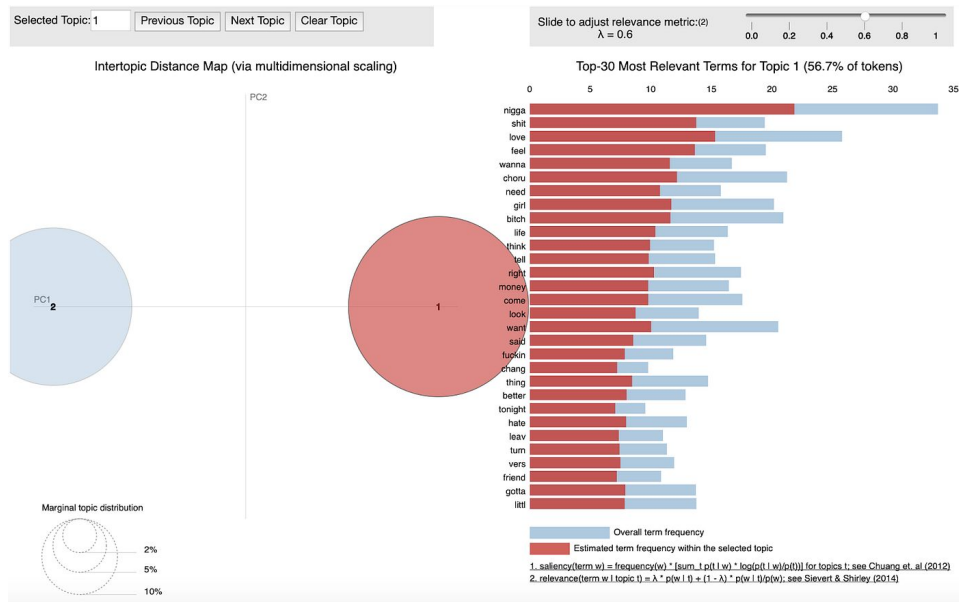 Selected Topic: 1 Previous Topic Next Topic Clear Topic
Slide to adjust relevance metric:(2)
λ = 0.6
0.0 0.2 0.4 0.6 0.8 1
Intertopic Distance Map (via multidimensional scaling)
PC2
PC1
2
1
Marginal topic distribution
2%
5%
10%
Top-30 Most Relevant Terms for Topic 1 (56.7% of tokens)
0 5 10 15 20 25 30 35
nigga
shit
love
feel
wanna
choru
need
girl
bitch
life
think
tell
right
money
come
look
want
said
fuckin
chang
thing
better
tonight
hate
leav
turn
vers
friend
gotta
littl
Overall term frequency
Estimated term frequency within the selected topic
1. saliency(term w) = frequency(w) * [sum_t p(t | w) * log(p(t | w)/p(t))] for topics t; see Chuang et. al (2012)
2. relevance(term w | topic t) = λ * p(w | t) + (1 - λ) * p(w | t)/p(w); see Sievert & Shirley (2014)